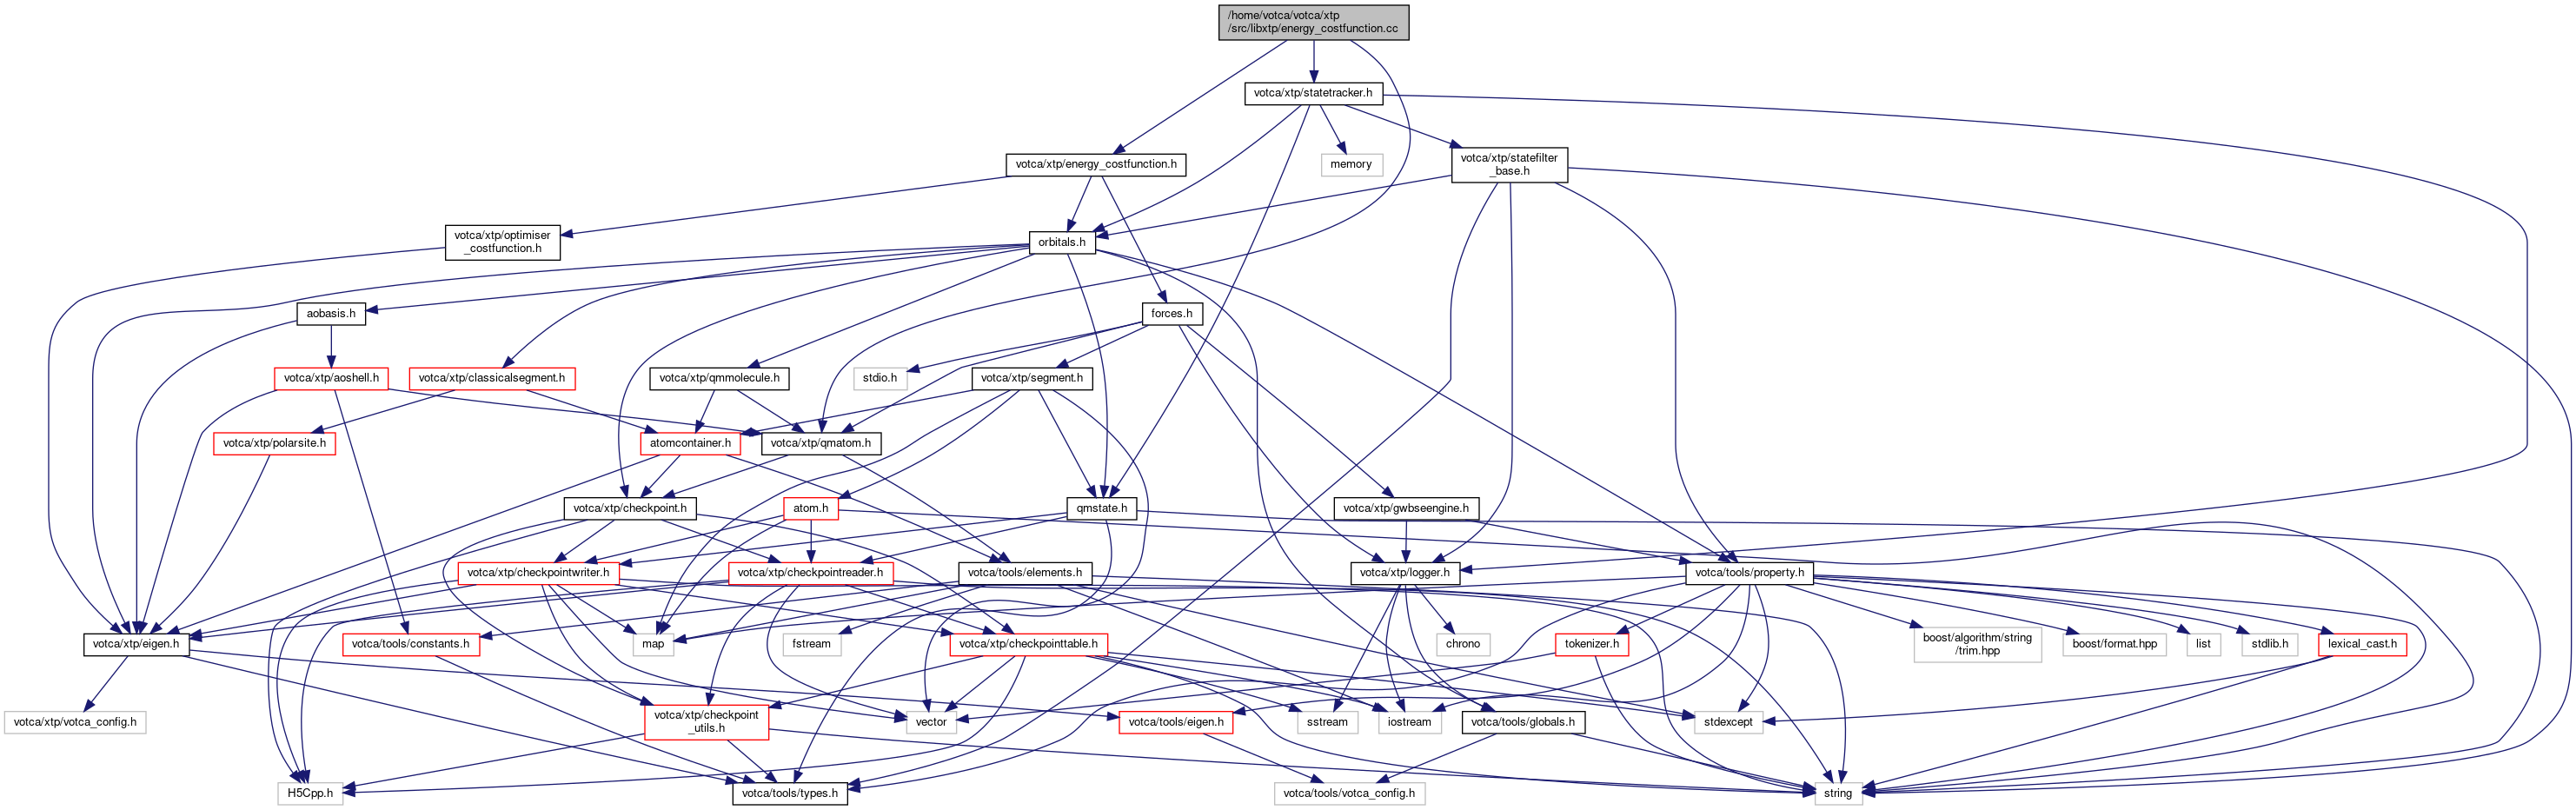 /home/votca/votca/xtp
/src/libxtp/energy_costfunction.cc
votca/xtp/statetracker.h
votca/xtp/energy_costfunction.h
memory
votca/xtp/statefilter
_base.h
votca/xtp/optimiser
_costfunction.h
orbitals.h
aobasis.h
forces.h
votca/xtp/aoshell.h
votca/xtp/classicalsegment.h
votca/xtp/qmmolecule.h
stdio.h
votca/xtp/segment.h
votca/xtp/polarsite.h
atomcontainer.h
votca/xtp/qmatom.h
votca/xtp/checkpoint.h
atom.h
qmstate.h
votca/xtp/gwbseengine.h
votca/xtp/checkpointwriter.h
votca/xtp/checkpointreader.h
votca/tools/elements.h
votca/xtp/logger.h
votca/tools/property.h
votca/xtp/eigen.h
votca/tools/constants.h
map
fstream
votca/xtp/checkpointtable.h
chrono
tokenizer.h
boost/algorithm/string
/trim.hpp
boost/format.hpp
list
stdlib.h
lexical_cast.h
votca/xtp/votca_config.h
votca/xtp/checkpoint
_utils.h
vector
votca/tools/eigen.h
sstream
iostream
votca/tools/globals.h
stdexcept
H5Cpp.h
votca/tools/types.h
votca/tools/votca_config.h
string